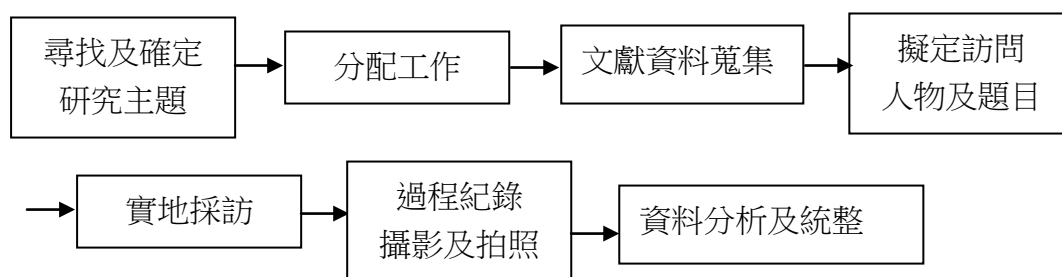 尋找及確定
研究主題
分配工作
文獻資料蒐集
擬定訪問
人物及題目
實地採訪
過程紀錄
攝影及拍照
資料分析及統整